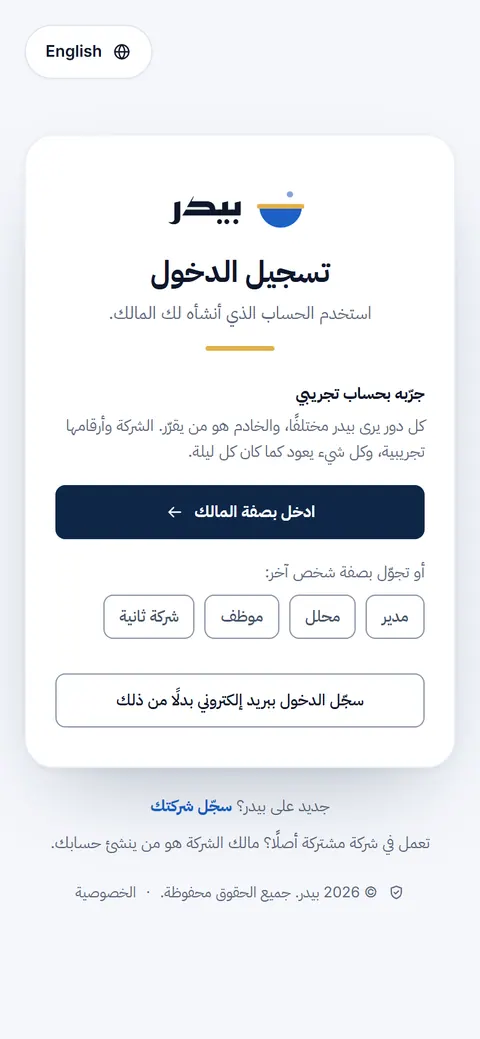 English
بيدر
تسجيل الدخول
استخدم الحساب الذي أنشأه لك المالك.
جرّبه بحساب تجريبي
كل دور يرى بيدر مختلفًا، والخادم هو من يقرّر. الشركة وأرقامها
تجريبية، وكل شيء يعود كما كان كل ليلة.
ادخل بصفة المالك ←
أو تجوّل بصفة شخص آخر:
مدير
محلل
موظف
شركة ثانية
سجّل الدخول ببريد إلكتروني بدلًا من ذلك
جديد على بيدر؟ سجّل شركتك
تعمل في شركة مشتركة أصلًا؟ مالك الشركة هو من ينشئ حسابك.
© 2026 بيدر. جميع الحقوق محفوظة. · الخصوصية